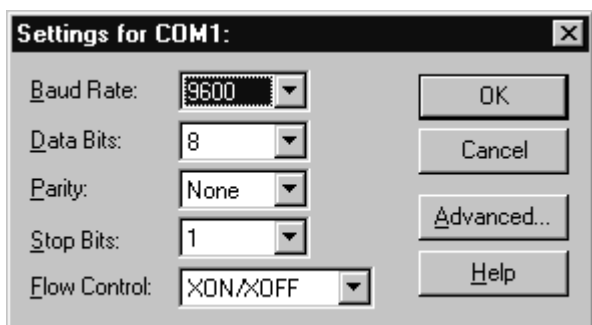 Settings for COM1:
Baud Rate: 9600
OK
Data Bits: 8
Cancel
Parity: None
Advanced...
Stop Bits: 1
Help
Flow Control: XON/XOFF